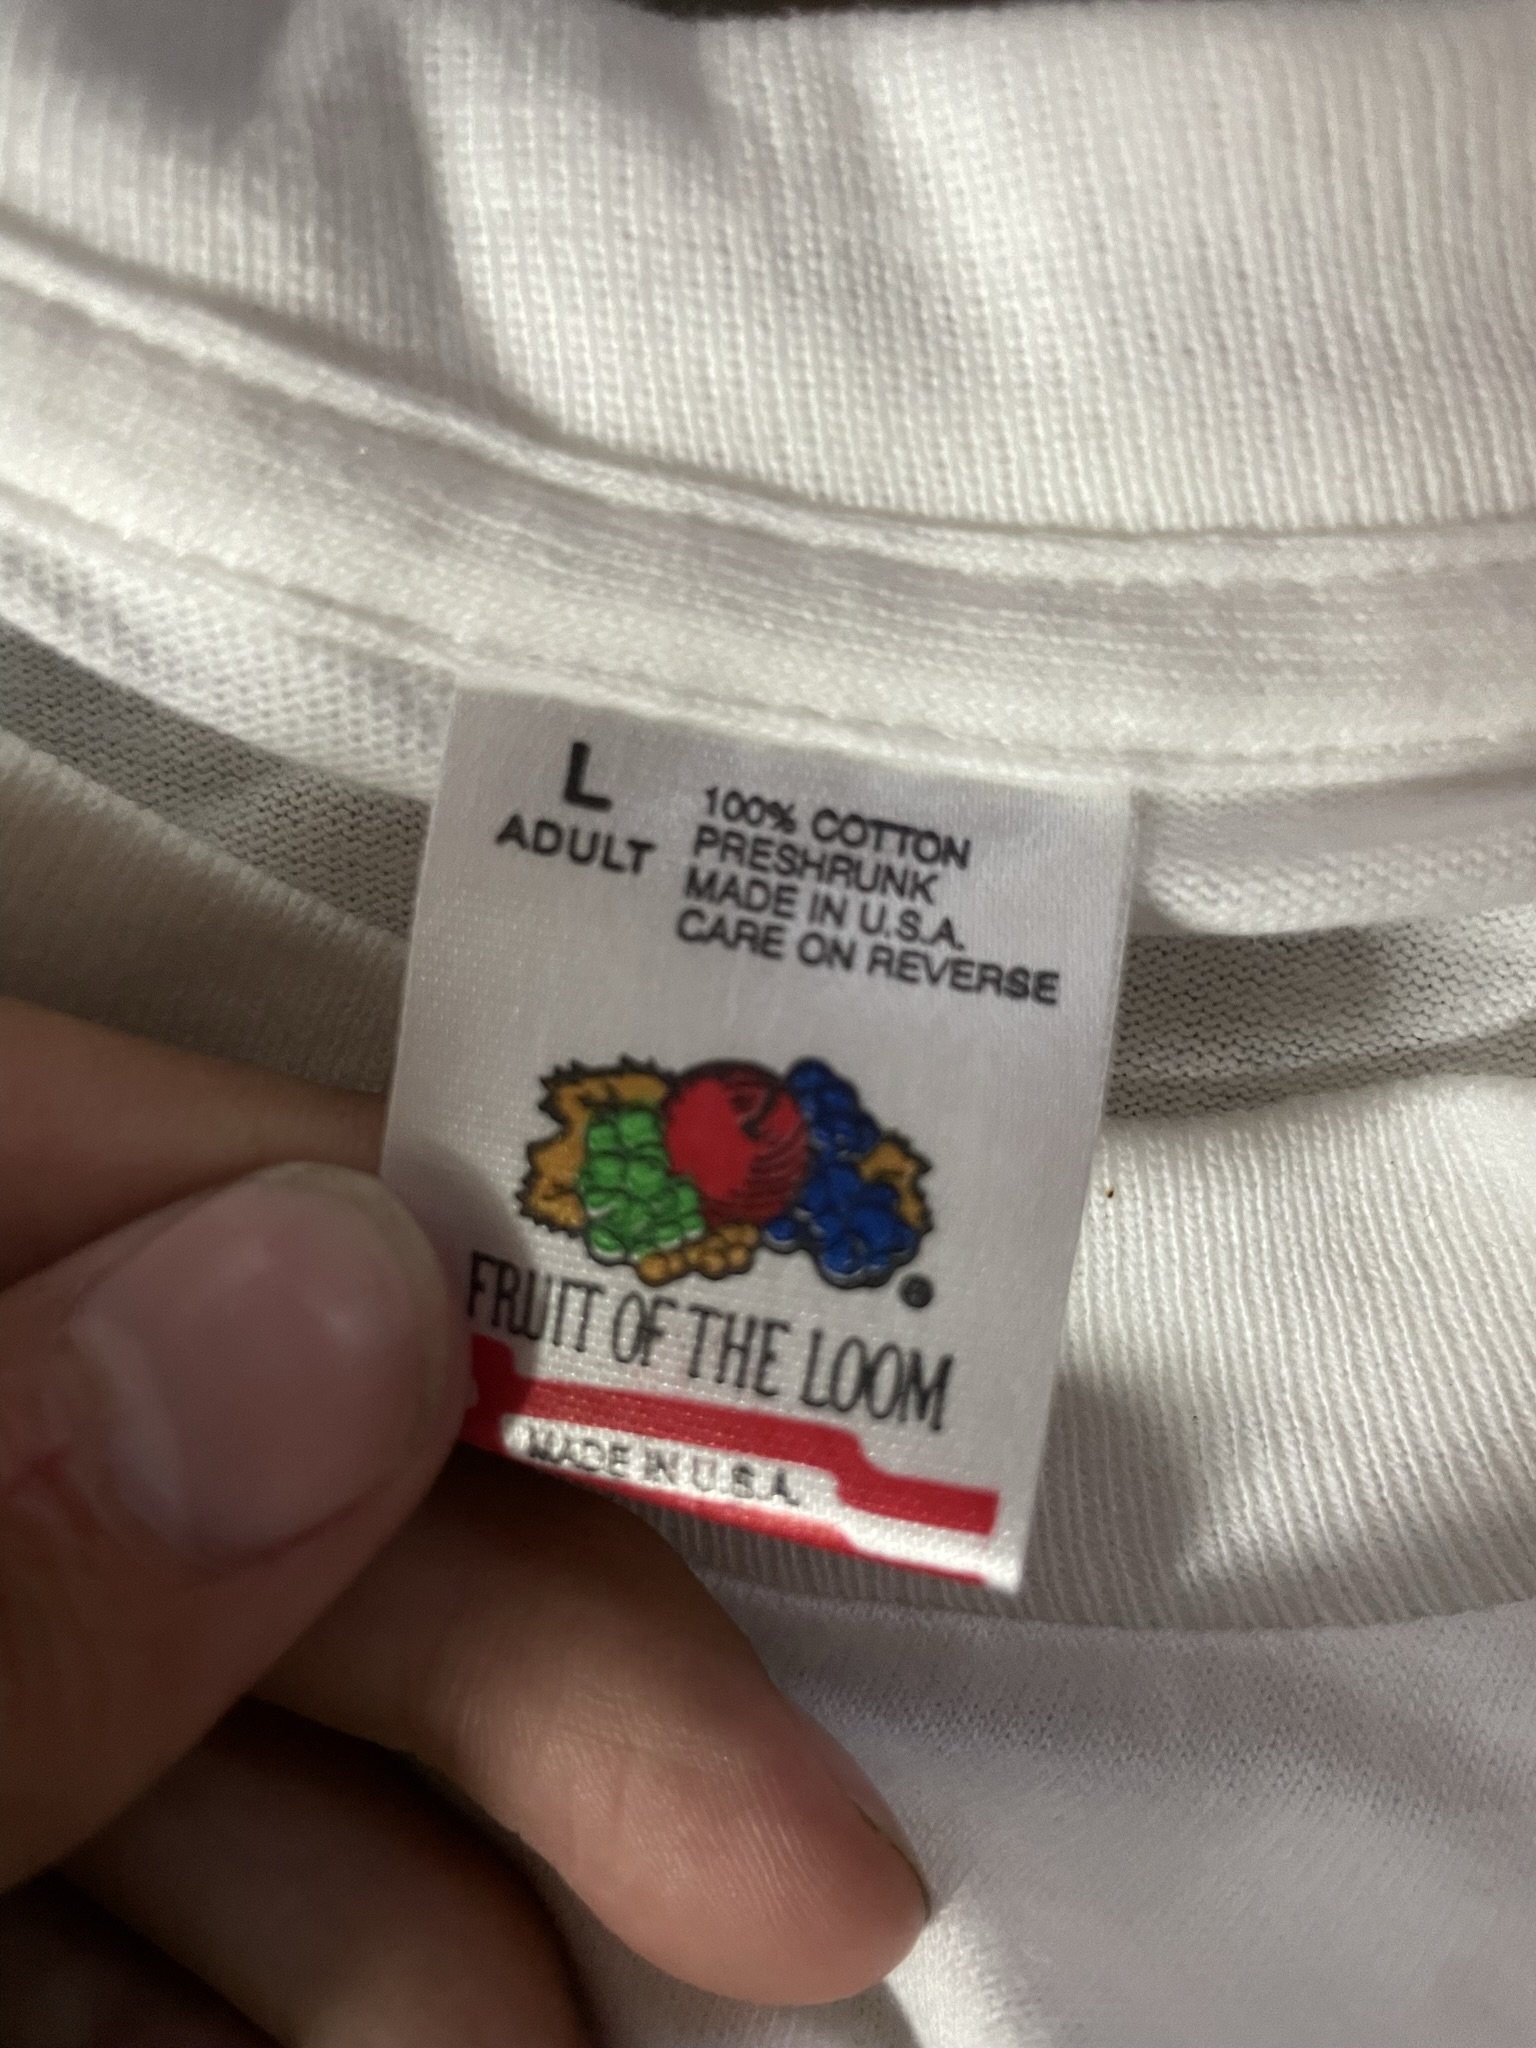 L
ADULT
100% COTTON
PRESHRUNK
MADE IN U.S.A.
CARE ON REVERSE
®
FRUIT OF THE LOOM
MADE IN U.S.A.